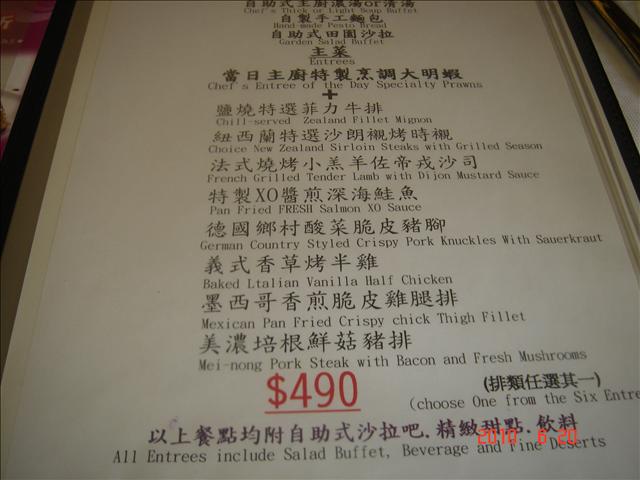 自助式主廚濃湯or清湯
Chef's Thick or Light Soup Buffet
自製手工麵包
Hand-made Pesto Bread
自助式田園沙拉
Garden Salad Buffet
主菜
Entrees
當日主廚特製烹調大明蝦
Chef s Entree of the Day Specialty Prawns
+
鹽燒特選菲力牛排
Chill-served Zealand Fillet Mignon
紐西蘭特選沙朗襯烤時襯
Choice New Zealand Sirloin Steaks with Grilled Season
法式燒烤小羔羊佐帝戎沙司
French Grilled Tender Lamb with Dijon Mustard Sauce
特製XO醬煎深海鮭魚
Pan Fried FRESH Salmon XO Sauce
德國鄉村酸菜脆皮豬腳
German Country Styled Crispy Pork Knuckles With Sauerkraut
義式香草烤半雞
Baked Ltalian Vanilla Half Chicken
墨西哥香煎脆皮雞腿排
Mexican Pan Fried Crispy chick Thigh Fillet
美濃培根鮮菇豬排
Mei-nong Pork Steak with Bacon and Fresh Mushrooms
$490
(排類任選其一)
(choose One from the Six Entre
以上餐點均附自助式沙拉吧.精緻甜點.飲料
All Entrees include Salad Buffet, Beverage and Fine Deserts
2010. 6.20